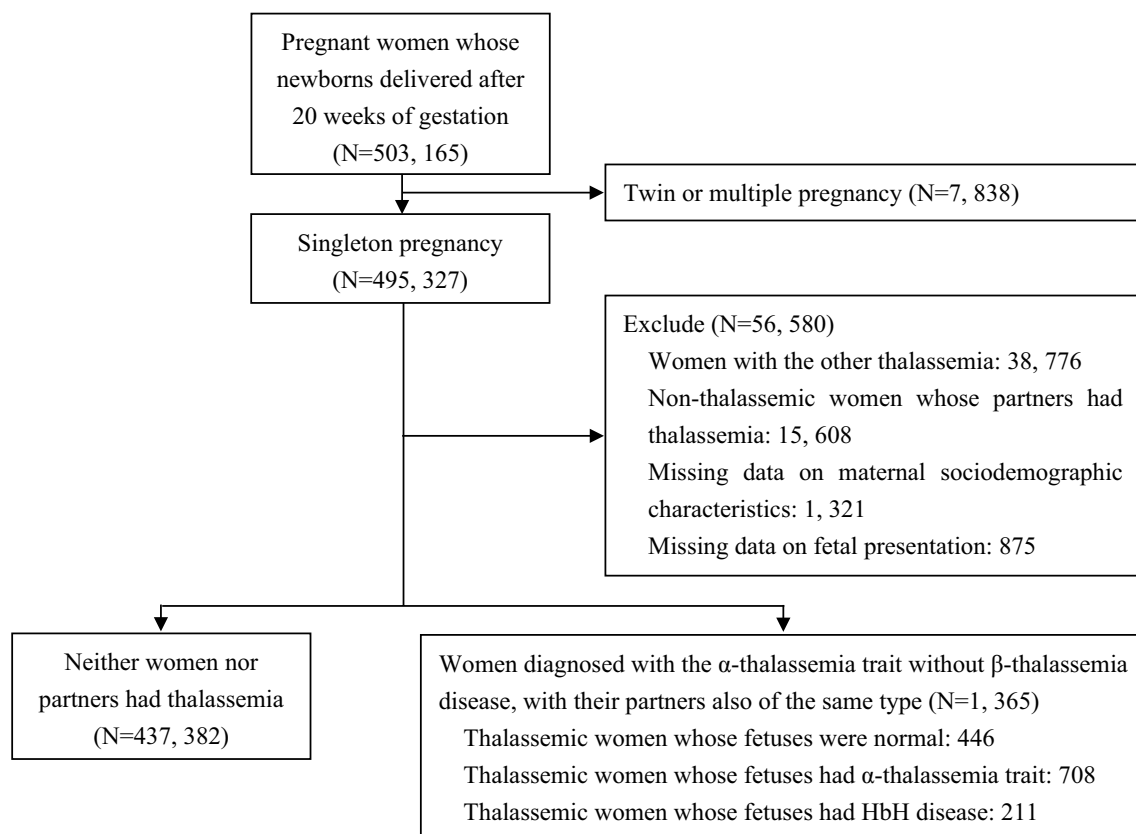 Pregnant women whose
newborns delivered after
20 weeks of gestation
(N=503, 165)
Twin or multiple pregnancy (N=7, 838)
Singleton pregnancy
(N=495, 327)
Exclude (N=56, 580)
Women with the other thalassemia: 38, 776
Non-thalassemic women whose partners had
thalassemia: 15, 608
Missing data on maternal sociodemographic
characteristics: 1, 321
Missing data on fetal presentation: 875
Neither women nor
partners had thalassemia
(N=437, 382)
Women diagnosed with the α-thalassemia trait without β-thalassemia
disease, with their partners also of the same type (N=1, 365)
Thalassemic women whose fetuses were normal: 446
Thalassemic women whose fetuses had α-thalassemia trait: 708
Thalassemic women whose fetuses had HbH disease: 211